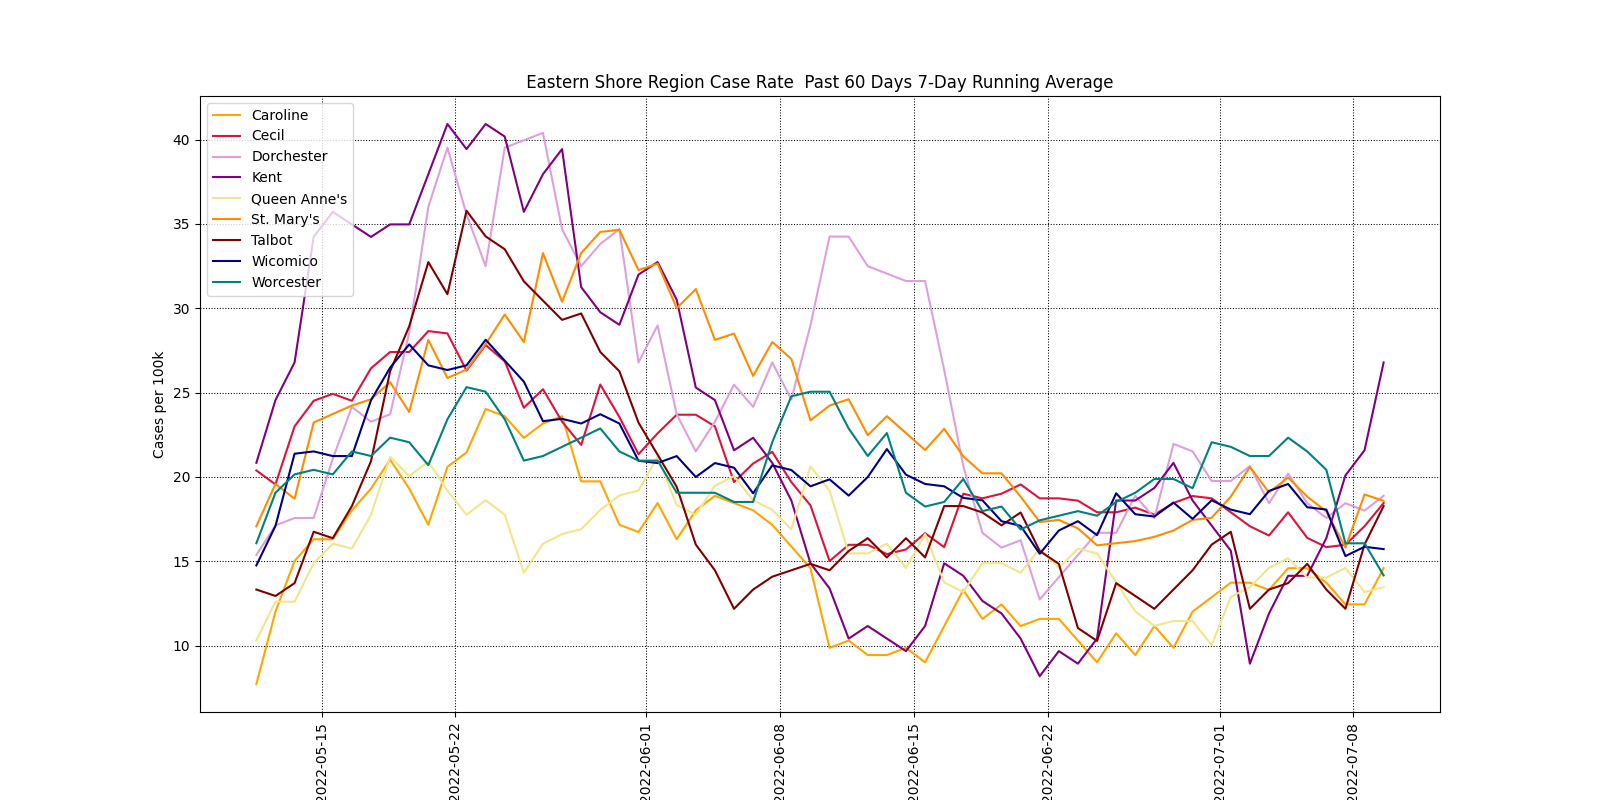 Eastern Shore Region Case Rate  Past 60 Days 7-Day Running Average
Caroline
Cecil
Dorchester
Kent
Queen Anne's
St. Mary's
Talbot
Wicomico
Worcester
Cases per 100k
40
35
30
25
20
15
10
2022-05-15
2022-05-22
2022-06-01
2022-06-08
2022-06-15
2022-06-22
2022-07-01
2022-07-08